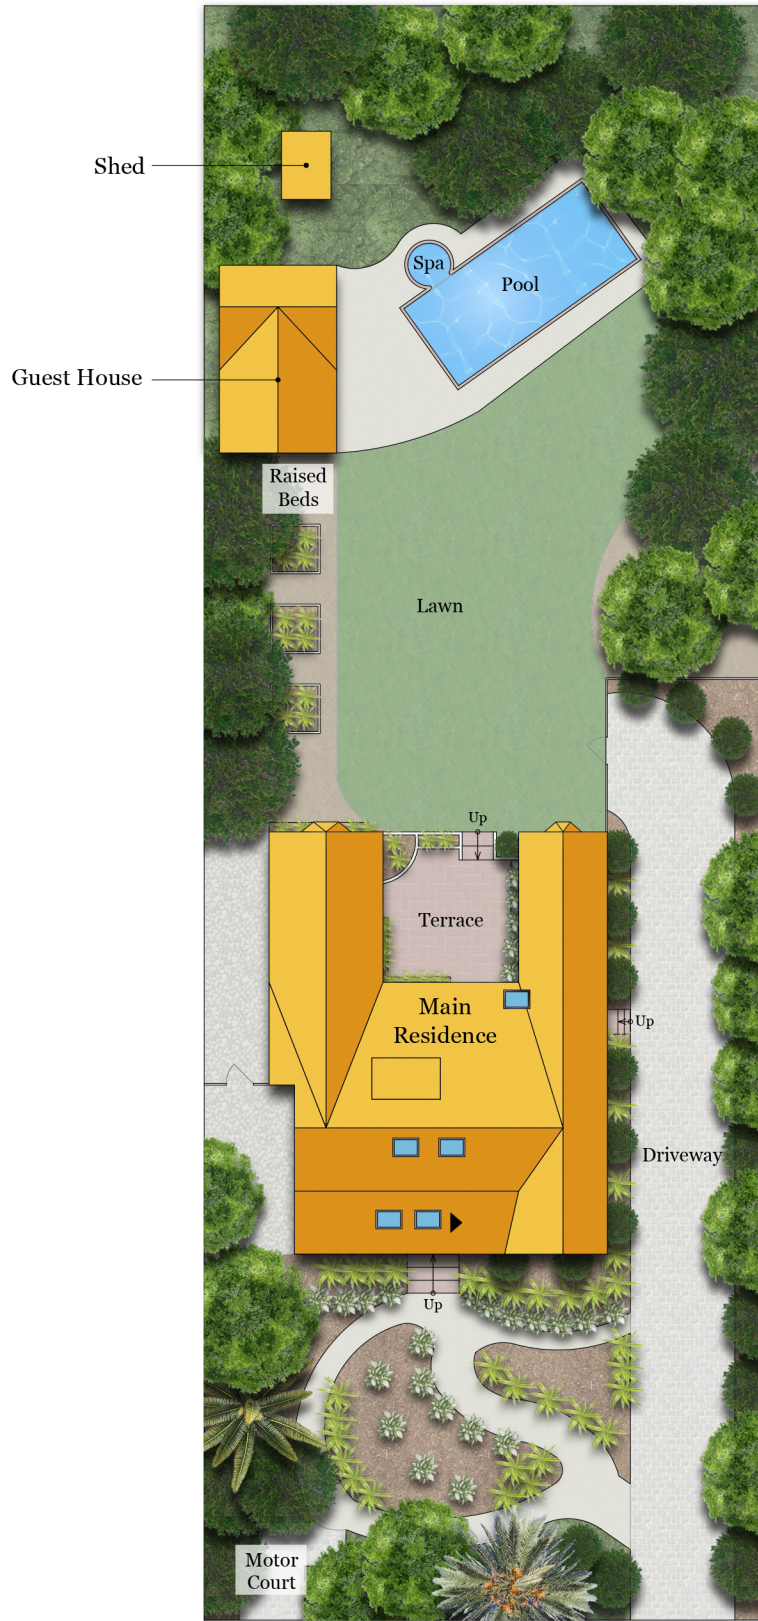 Shed
Spa
Pool
Guest House
Raised
Beds
Lawn
Up
Terrace
Main
Residence
Up
Driveway
Up
Motor
Court